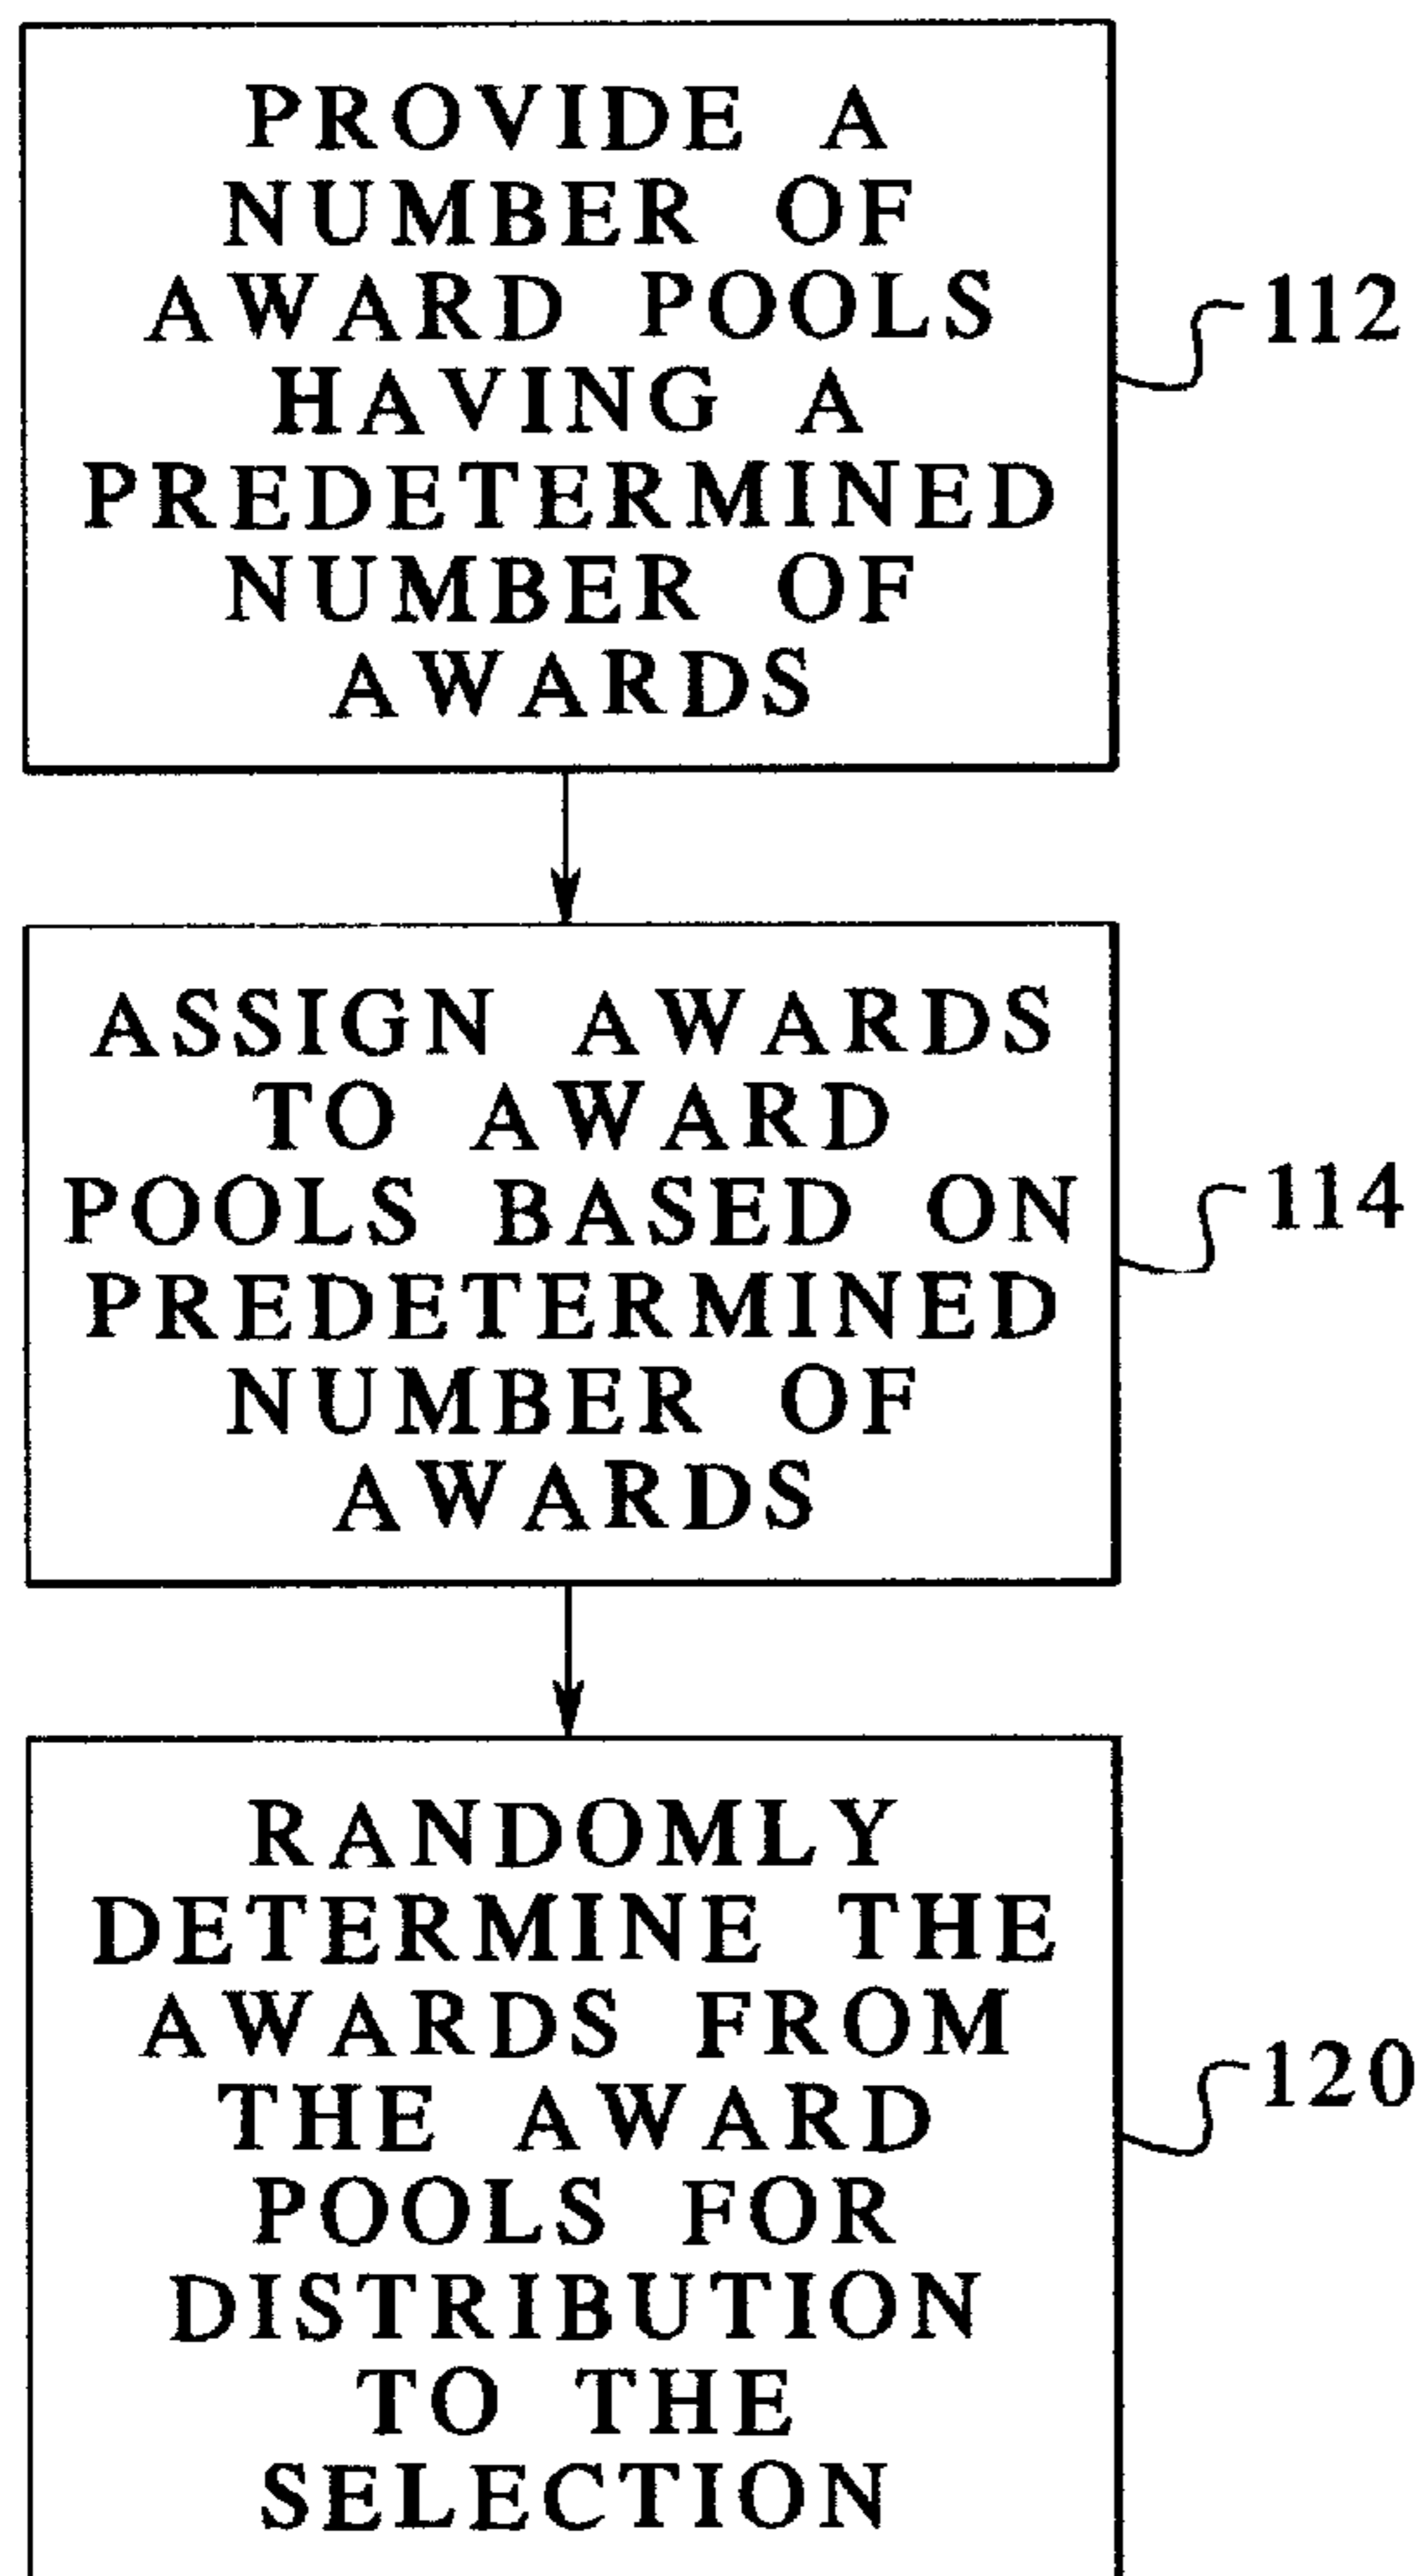 PROVIDE A
NUMBER OF
AWARD POOLS
HAVING A
PREDETERMINED
NUMBER OF
AWARDS
112
ASSIGN AWARDS
TO AWARD
POOLS BASED ON
PREDETERMINED
NUMBER OF
AWARDS
114
RANDOMLY
DETERMINE THE
AWARDS FROM
THE AWARD
POOLS FOR
DISTRIBUTION
TO THE
SELECTION
120